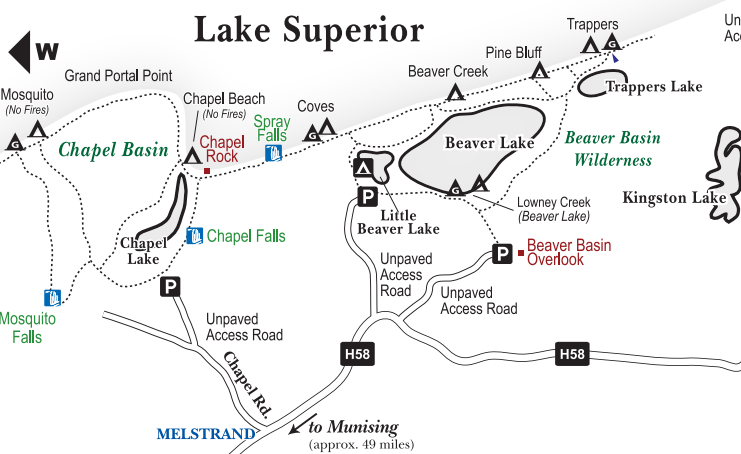 Lake Superior
Un
Acc
W
Trappers
G
Pine Bluff
Grand Portal Point
Beaver Creek
Trappers Lake
Mosquito
(No Fires)
Chapel Beach
(No Fires)
Coves
G
Spray
Falls
G
Chapel Basin
Chapel
Rock
Beaver Lake
Beaver Basin
Wilderness
Kingston Lake
G
P
Lowney Creek
(Beaver Lake)
Little
Beaver Lake
Chapel
Lake
Chapel Falls
P
Beaver Basin
Overlook
Unpaved
Access
Road
P
Unpaved
Access Road
Mosquito
Falls
Unpaved
Access Road
H58
H58
Chapel Rd.
MELSTRAND
to Munising
(approx. 49 miles)